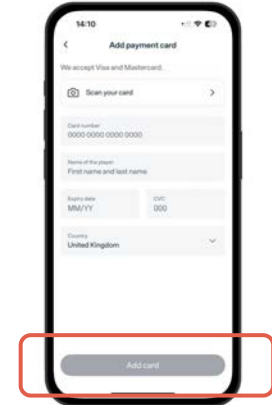 14:10
Add payment card
We accept Visa and Mastercard.
Scan your card
Card number
0000 0000 0000 0000
Name of the player
First name and last name
Expiry date
CVC
MM/YY
000
Country
United Kingdom
Add card